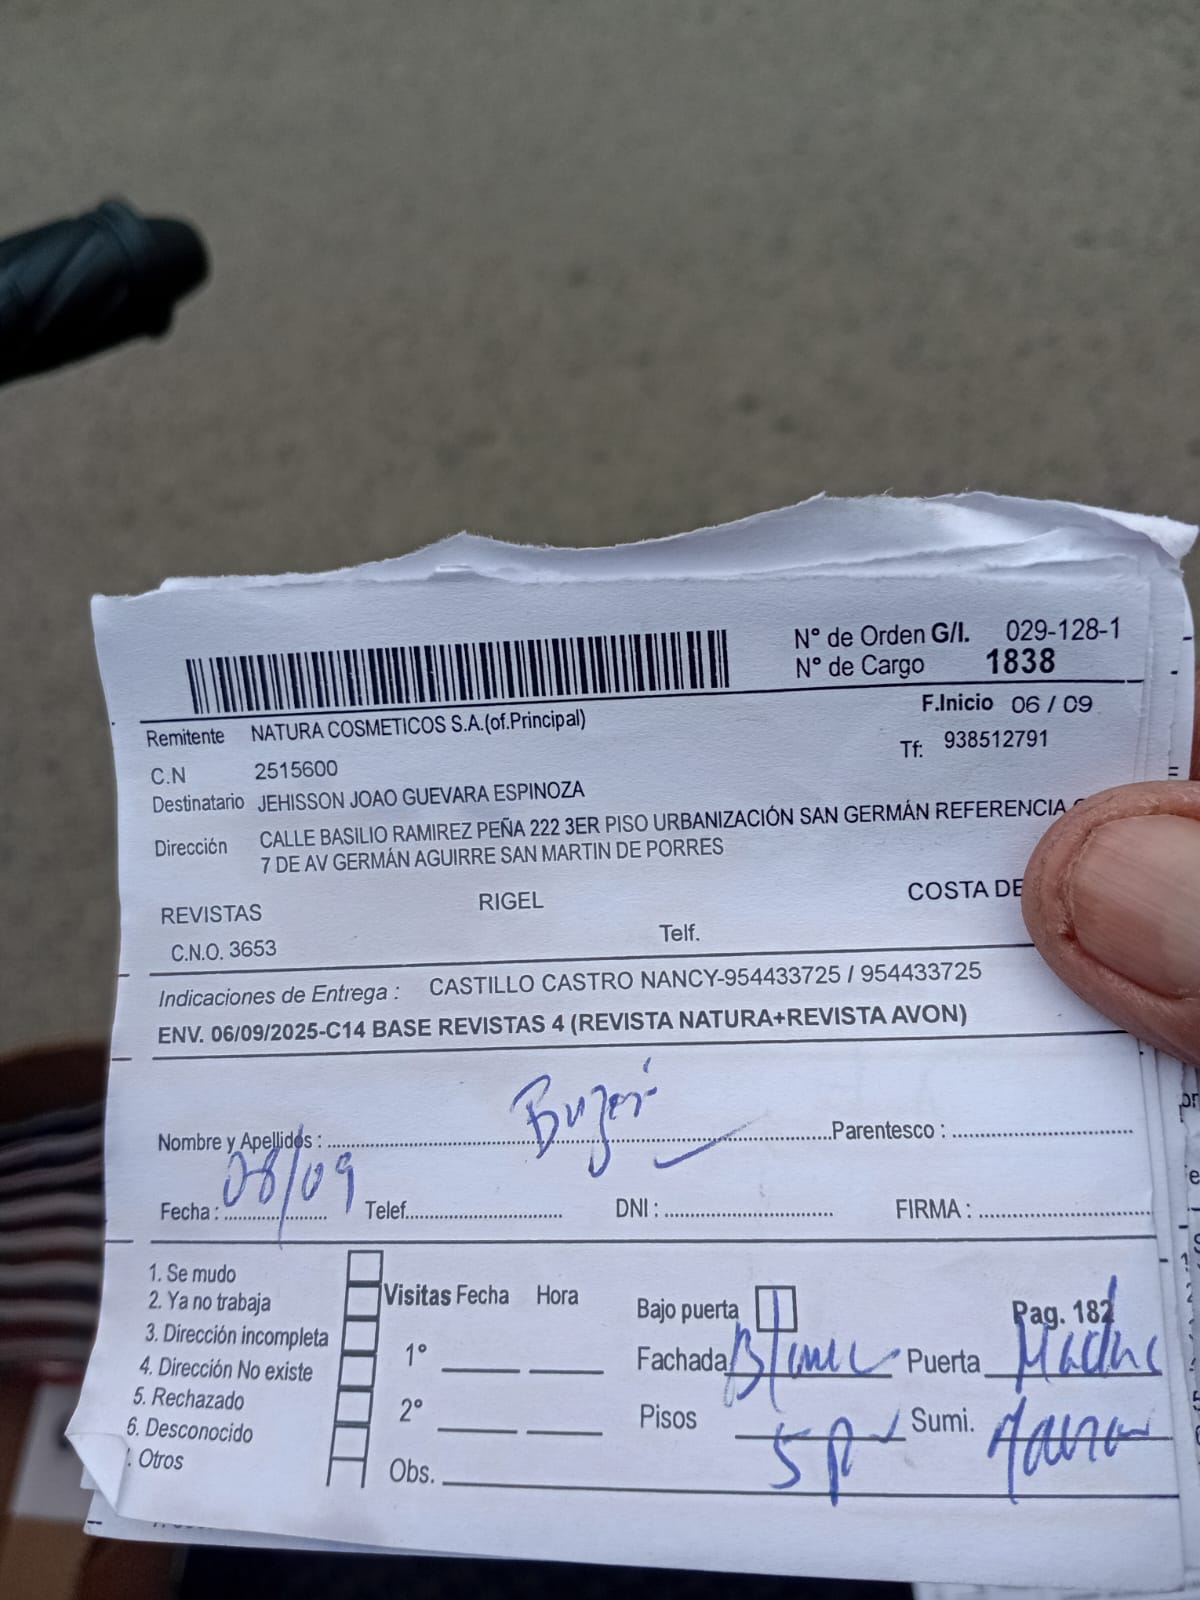 N° de Orden G/I. 029-128-1
N° de Cargo 1838
F.Inicio 06 / 09
Remitente NATURA COSMETICOS S.A.(of.Principal)
Tf: 938512791
C.N 2515600
Destinatario JEHISSON JOAO GUEVARA ESPINOZA
Dirección CALLE BASILIO RAMIREZ PEÑA 222 3ER PISO URBANIZACIÓN SAN GERMÁN REFERENCIA
7 DE AV GERMÁN AGUIRRE SAN MARTIN DE PORRES
REVISTAS RIGEL COSTA DE
C.N.O. 3653 Telf.
Indicaciones de Entrega : CASTILLO CASTRO NANCY-954433725 / 954433725
ENV. 06/09/2025-C14 BASE REVISTAS 4 (REVISTA NATURA+REVISTA AVON)
Nombre y Apellidos : Parentesco :
Fecha : 08/09 Telef. DNI : FIRMA :
1. Se mudo
2. Ya no trabaja
3. Dirección incompleta
4. Dirección No existe
5. Rechazado
6. Desconocido
. Otros
Visitas Fecha Hora
1°
2°
Obs.
Bajo puerta Pag. 182
Fachada Puerta
Pisos 5 p Sumi.